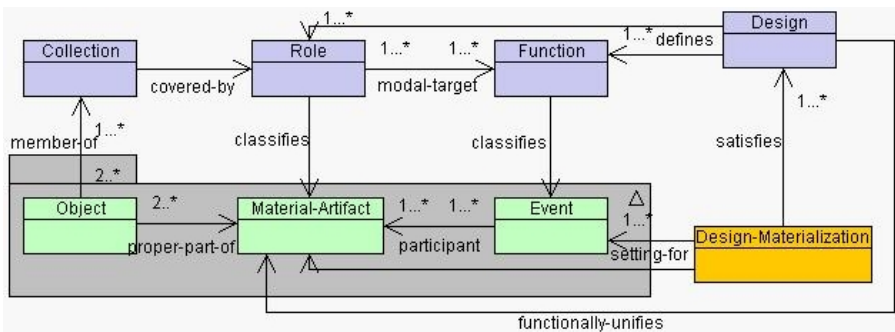 1...*
Design
Collection
Role
1...*
1...*
Function
1...*
defines
covered-by
modal-target
1...*
1...*
member-of
classifies
classifies
satisfies
2..*
Object
2..*
Material-Artifact
1...*
1...*
Event
1...*
Design-Materialization
proper-part-of
participant
setting-for
functionally-unifies